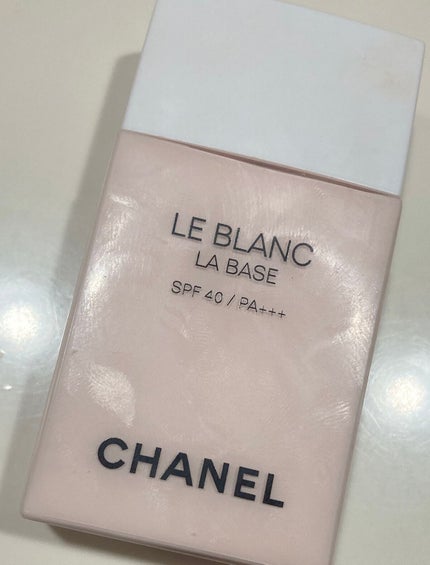 LE BLANC
LA BASE
SPF 40 / PA+++
CHANEL